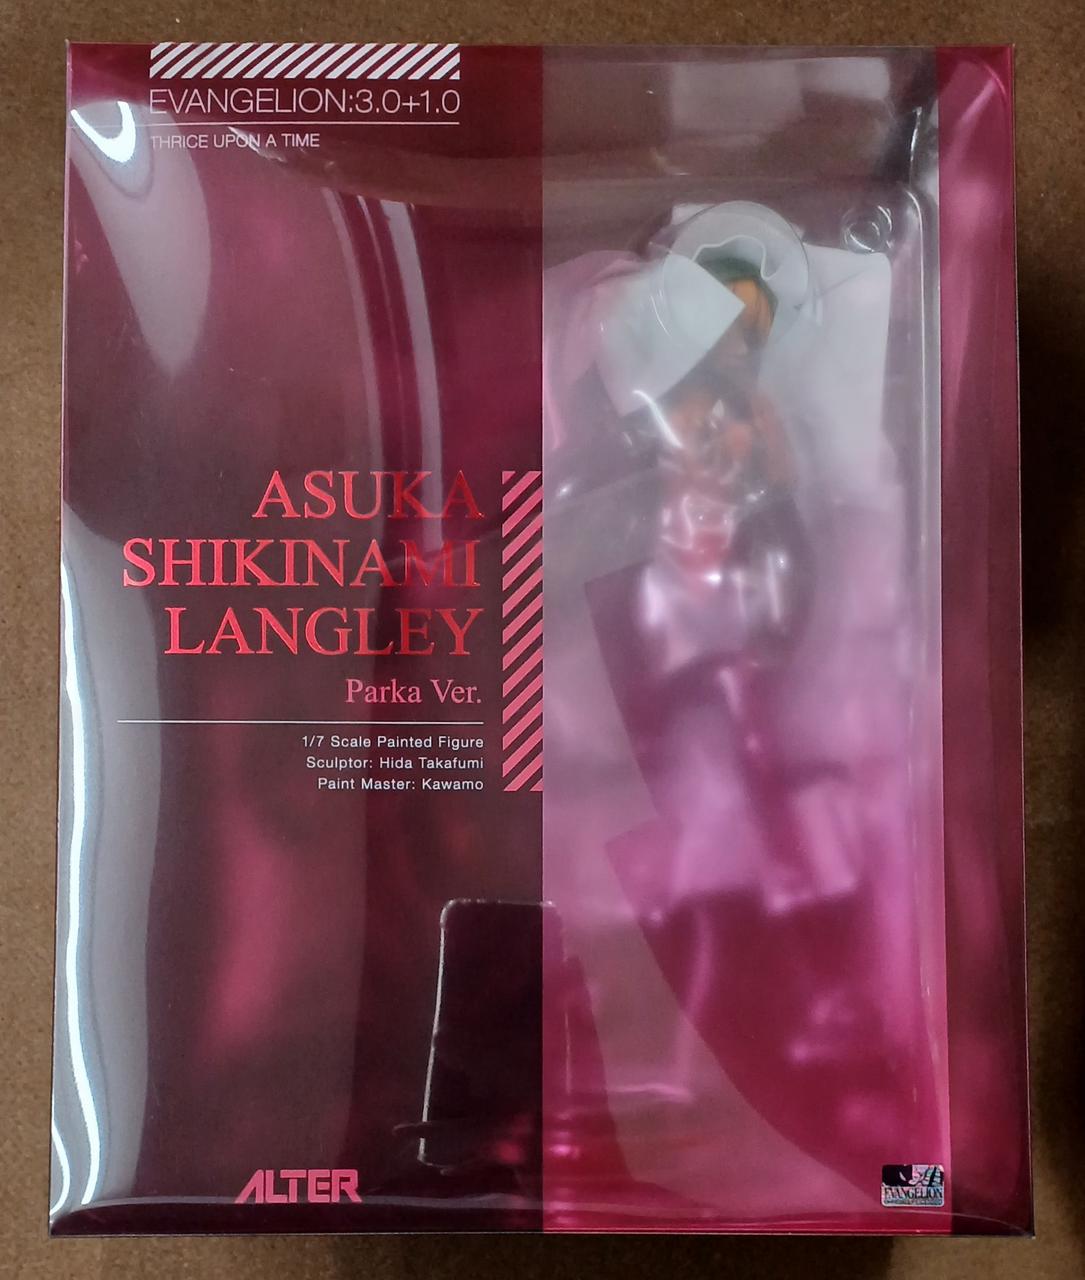 EVANGELION:3.0+1.0
THRICE UPON A TIME
ASUKA
SHIKINAMI
LANGLEY
Parka Ver.
1/7 Scale Painted Figure
Sculptor: Hida Takafumi
Paint Master: Kawamo
ALTER
EVANGELION